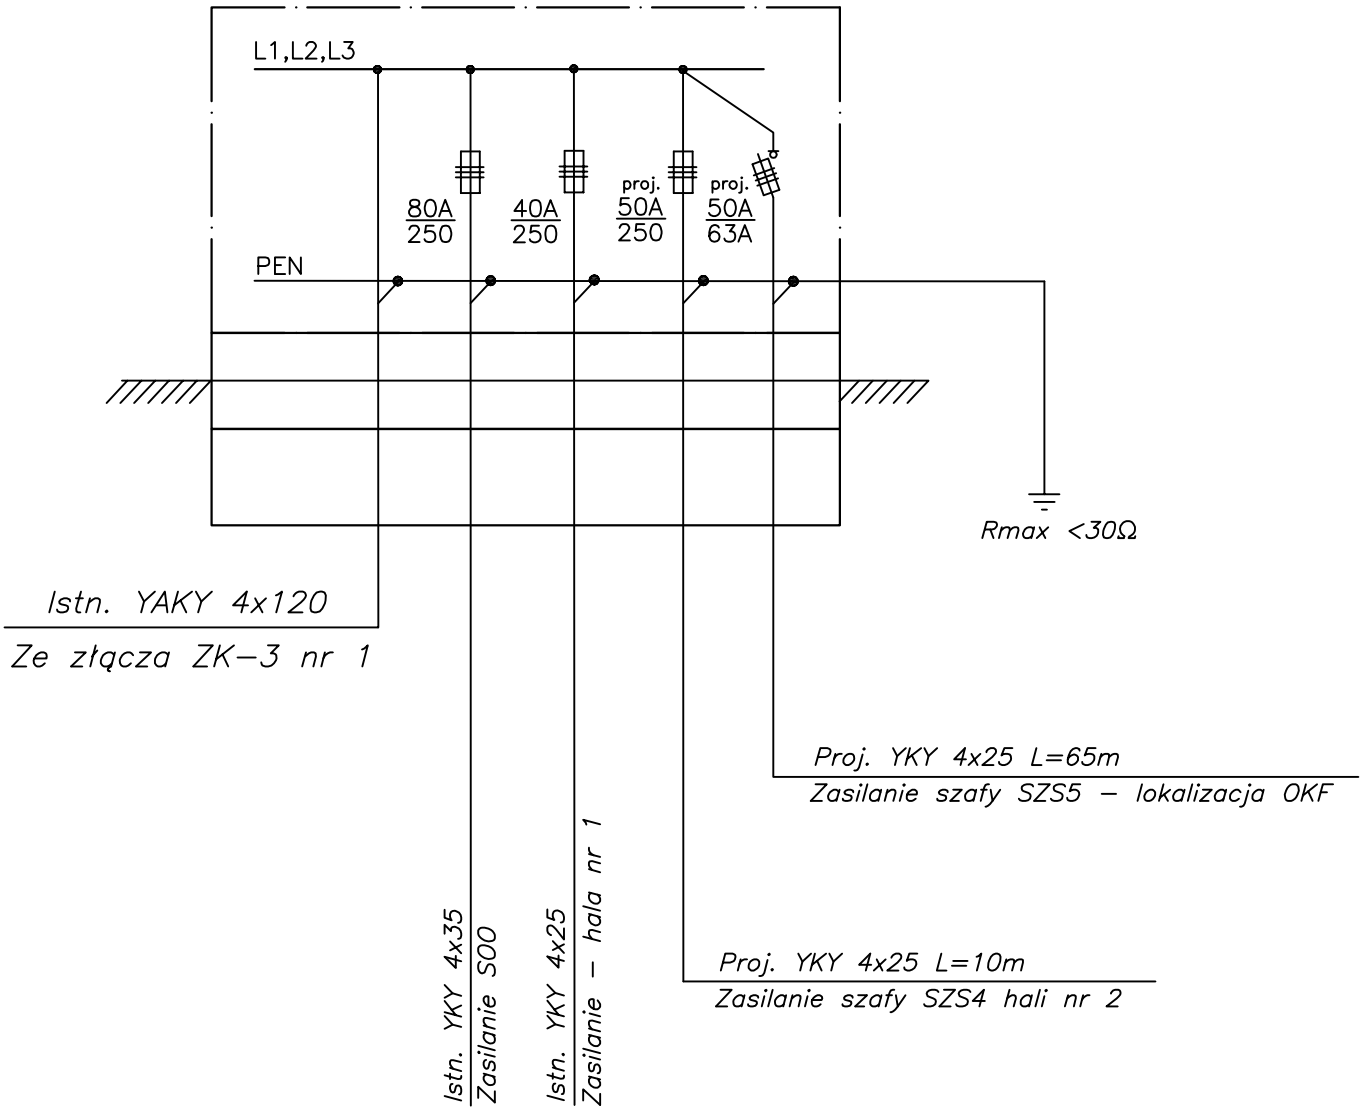 L1,L2,L3
80A
250
40A
250
proj.
50A
250
proj.
50A
63A
PEN
Rmax <30Ω
Istn. YAKY 4x120
Ze złącza ZK-3 nr 1
Proj. YKY 4x25 L=65m
Zasilanie szafy SZS5 - lokalizacja OKF
Istn. YKY 4x35
Zasilanie SOO
Istn. YKY 4x25
Zasilanie - hala nr 1
Proj. YKY 4x25 L=10m
Zasilanie szafy SZS4 hali nr 2